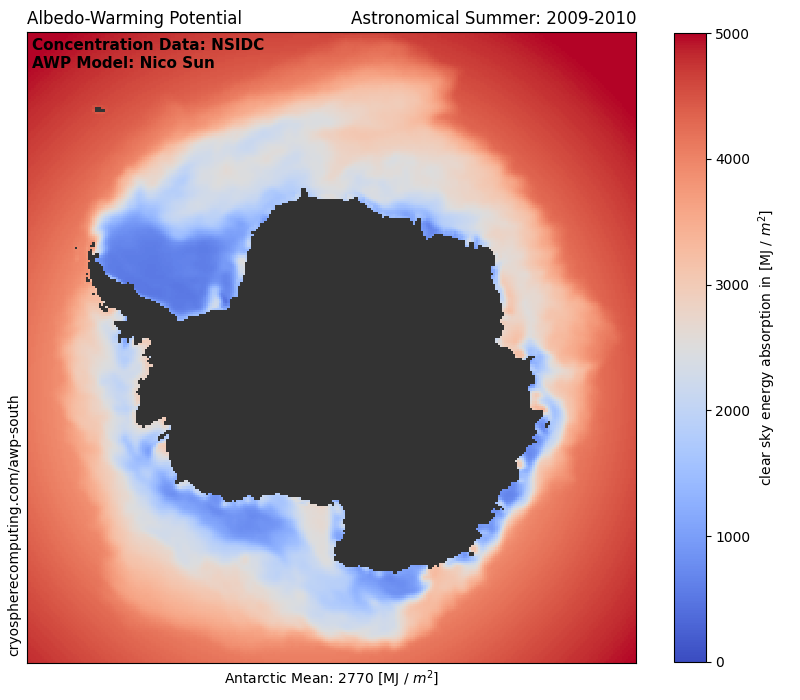 Albedo-Warming Potential
Astronomical Summer: 2009-2010
Concentration Data: NSIDC
AWP Model: Nico Sun
cryospherecomputing.com/awp-south
Antarctic Mean: 2770 [MJ / m²]
5000
4000
3000
2000
1000
0
clear sky energy absorption in [MJ / m²]